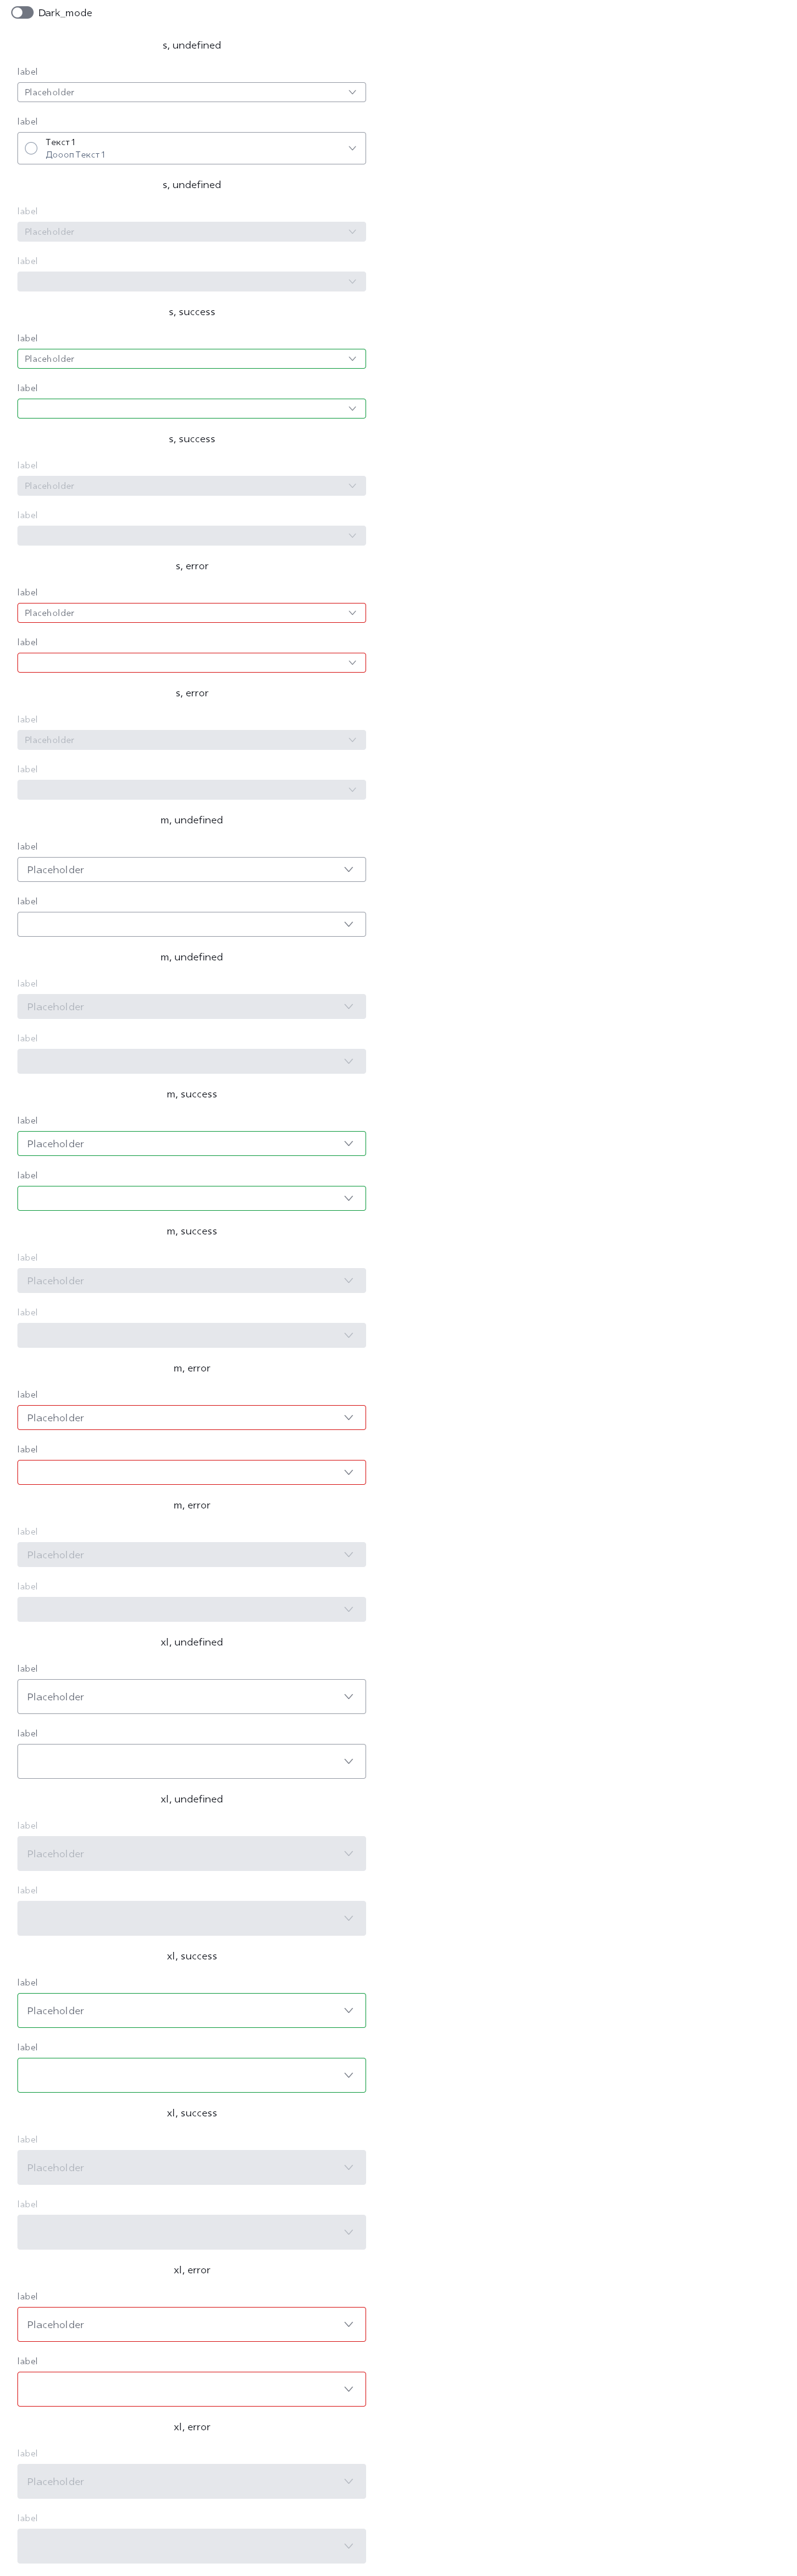 Dark_mode
s, undefined
label
Placeholder
label
Текст 1
Доооп Текст 1
s, undefined
label
Placeholder
label
s, success
label
Placeholder
label
s, success
label
Placeholder
label
s, error
label
Placeholder
label
s, error
label
Placeholder
label
m, undefined
label
Placeholder
label
m, undefined
label
Placeholder
label
m, success
label
Placeholder
label
m, success
label
Placeholder
label
m, error
label
Placeholder
label
m, error
label
Placeholder
label
xl, undefined
label
Placeholder
label
xl, undefined
label
Placeholder
label
xl, success
label
Placeholder
label
xl, success
label
Placeholder
label
xl, error
label
Placeholder
label
xl, error
label
Placeholder
label